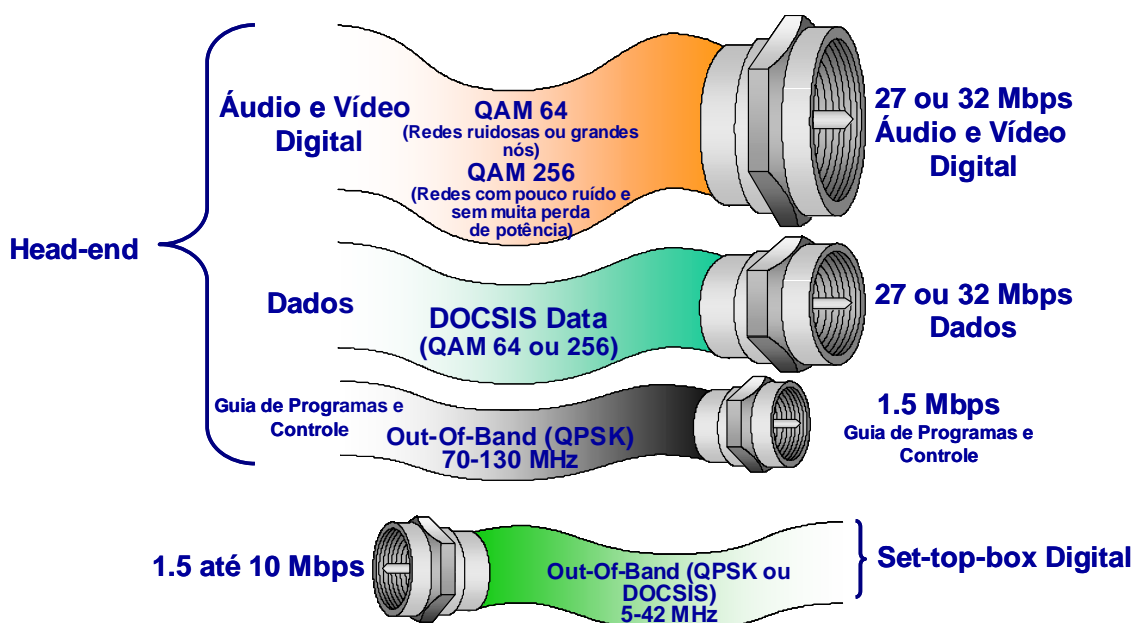 Head-end
Áudio e Vídeo
Digital
QAM 64
(Redes ruidosas ou grandes
nós)
QAM 256
(Redes com pouco ruído e
sem muita perda
de potência)
27 ou 32 Mbps
Áudio e Vídeo
Digital
Dados
DOCSIS Data
(QAM 64 ou 256)
27 ou 32 Mbps
Dados
Guia de Programas e
Controle
Out-Of-Band (QPSK)
70-130 MHz
1.5 Mbps
Guia de Programas e
Controle
1.5 até 10 Mbps
Out-Of-Band (QPSK ou
DOCSIS)
5-42 MHz
Set-top-box Digital